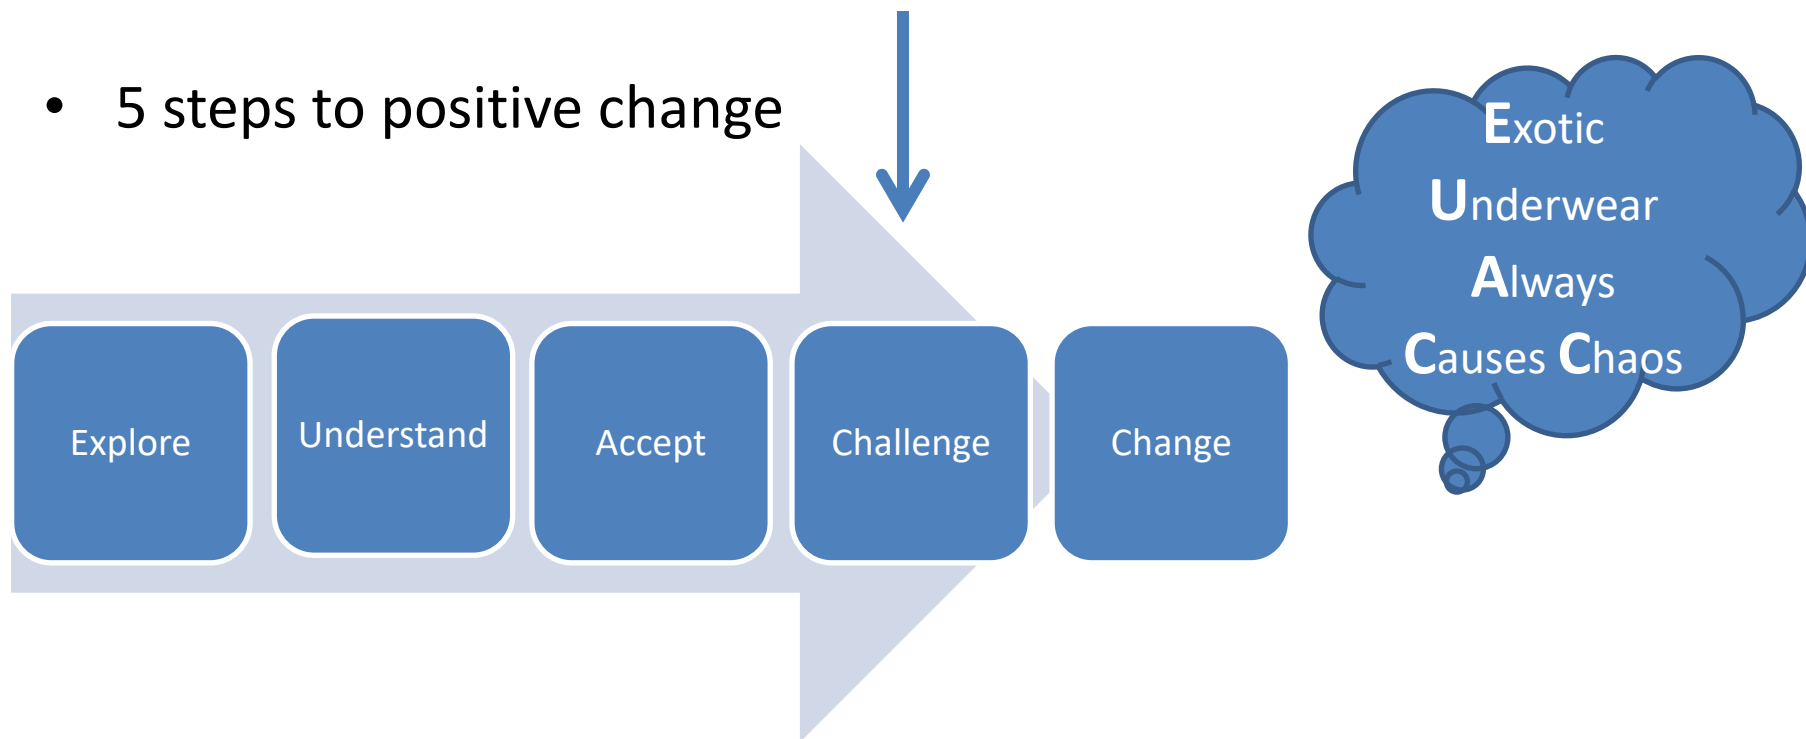 • 5 steps to positive change
Exotic
Underwear
Always
Causes Chaos
Explore
Understand
Accept
Challenge
Change